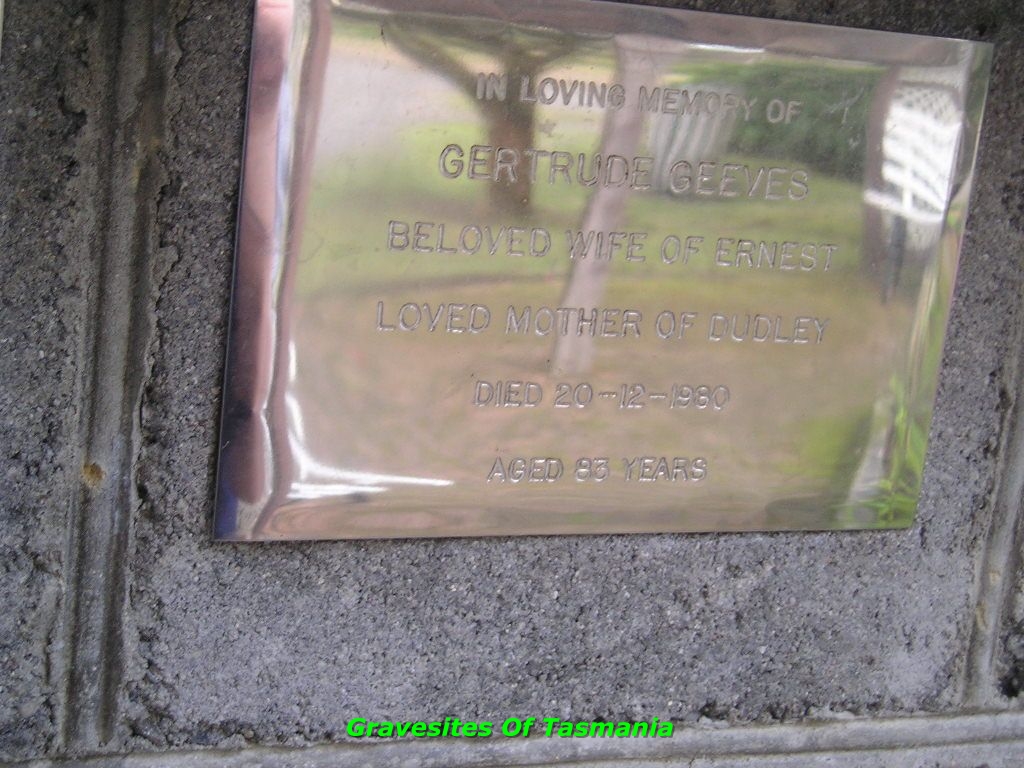 IN LOVING MEMORY OF
GERTRUDE GEEVES
BELOVED WIFE OF ERNEST
LOVED MOTHER OF DUDLEY
DIED 20-12-1980
AGED 83 YEARS
Gravesites Of Tasmania